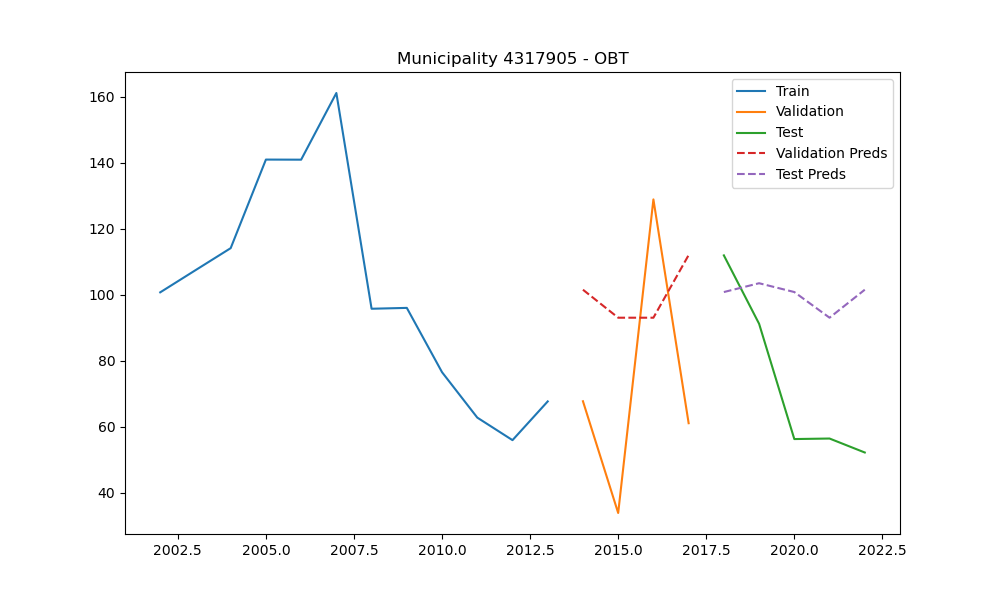 Municipality 4317905 - OBT
160
140
120
100
80
60
40
2002.5 2005.0 2007.5 2010.0 2012.5 2015.0 2017.5 2020.0 2022.5
Train
Validation
Test
Validation Preds
Test Preds